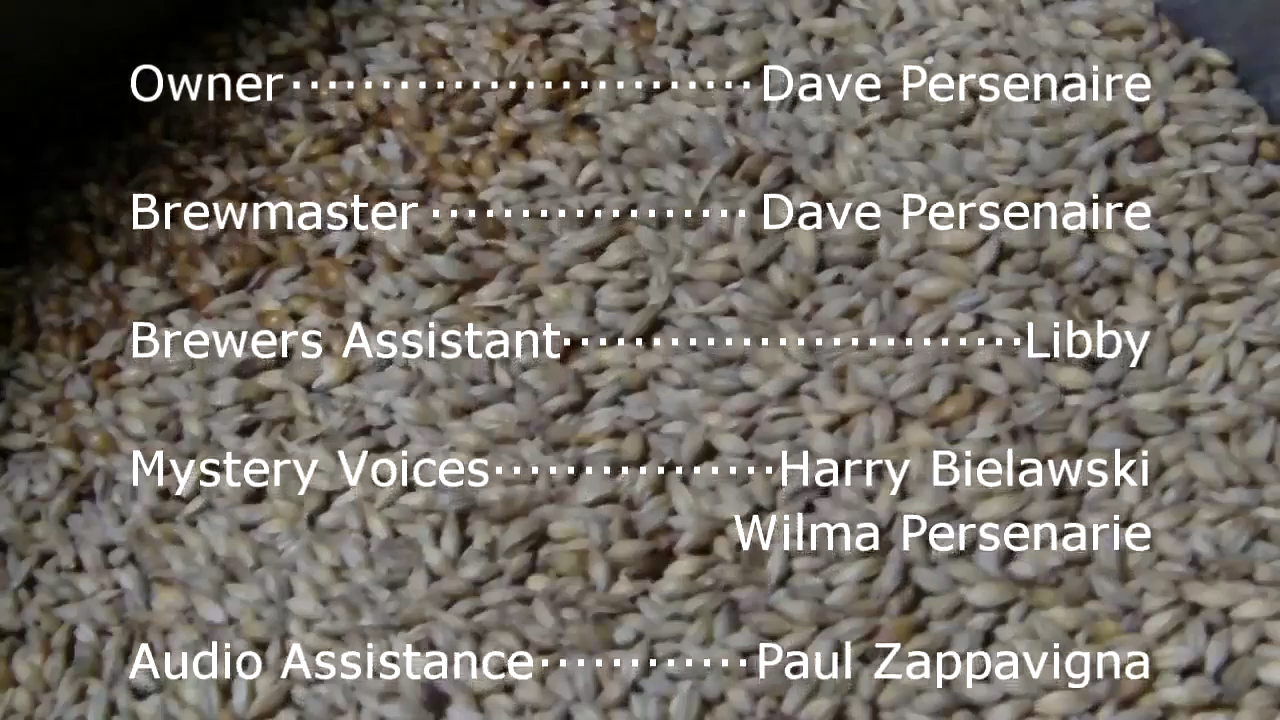 Owner··························Dave Persenaire
Brewmaster·················· Dave Persenaire
Brewers Assistant··························Libby
Mystery Voices················Harry Bielawski
Wilma Persenarie
Audio Assistance············Paul Zappavigna